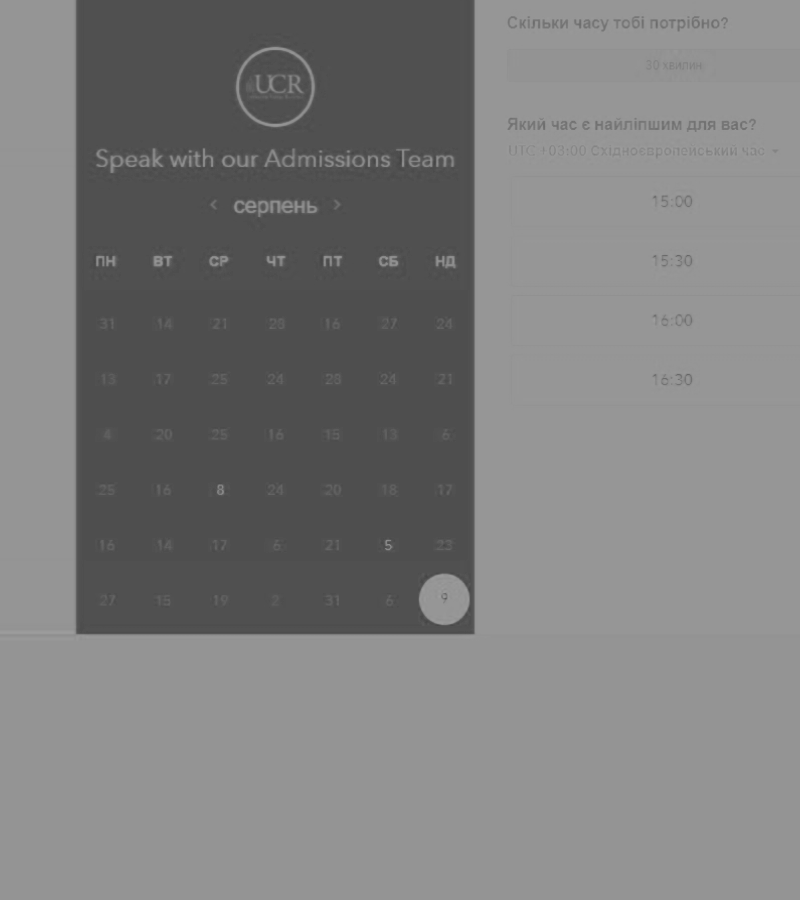 UCR
Speak with our Admissions Team
< серпень >
ПН ВТ СР ЧТ ПТ СБ НД
31 14 21 28 16 27 24
13 17 25 24 28 24 21
4 20 25 16 15 13 6
25 16 8 24 20 18 17
16 14 17 6 21 5 23
27 15 19 2 31 6 9
Скільки часу тобі потрібно?
30 хвилин
Який час є найліпшим для вас?
UTC +03:00 Східноєвропейський час
15:00
15:30
16:00
16:30